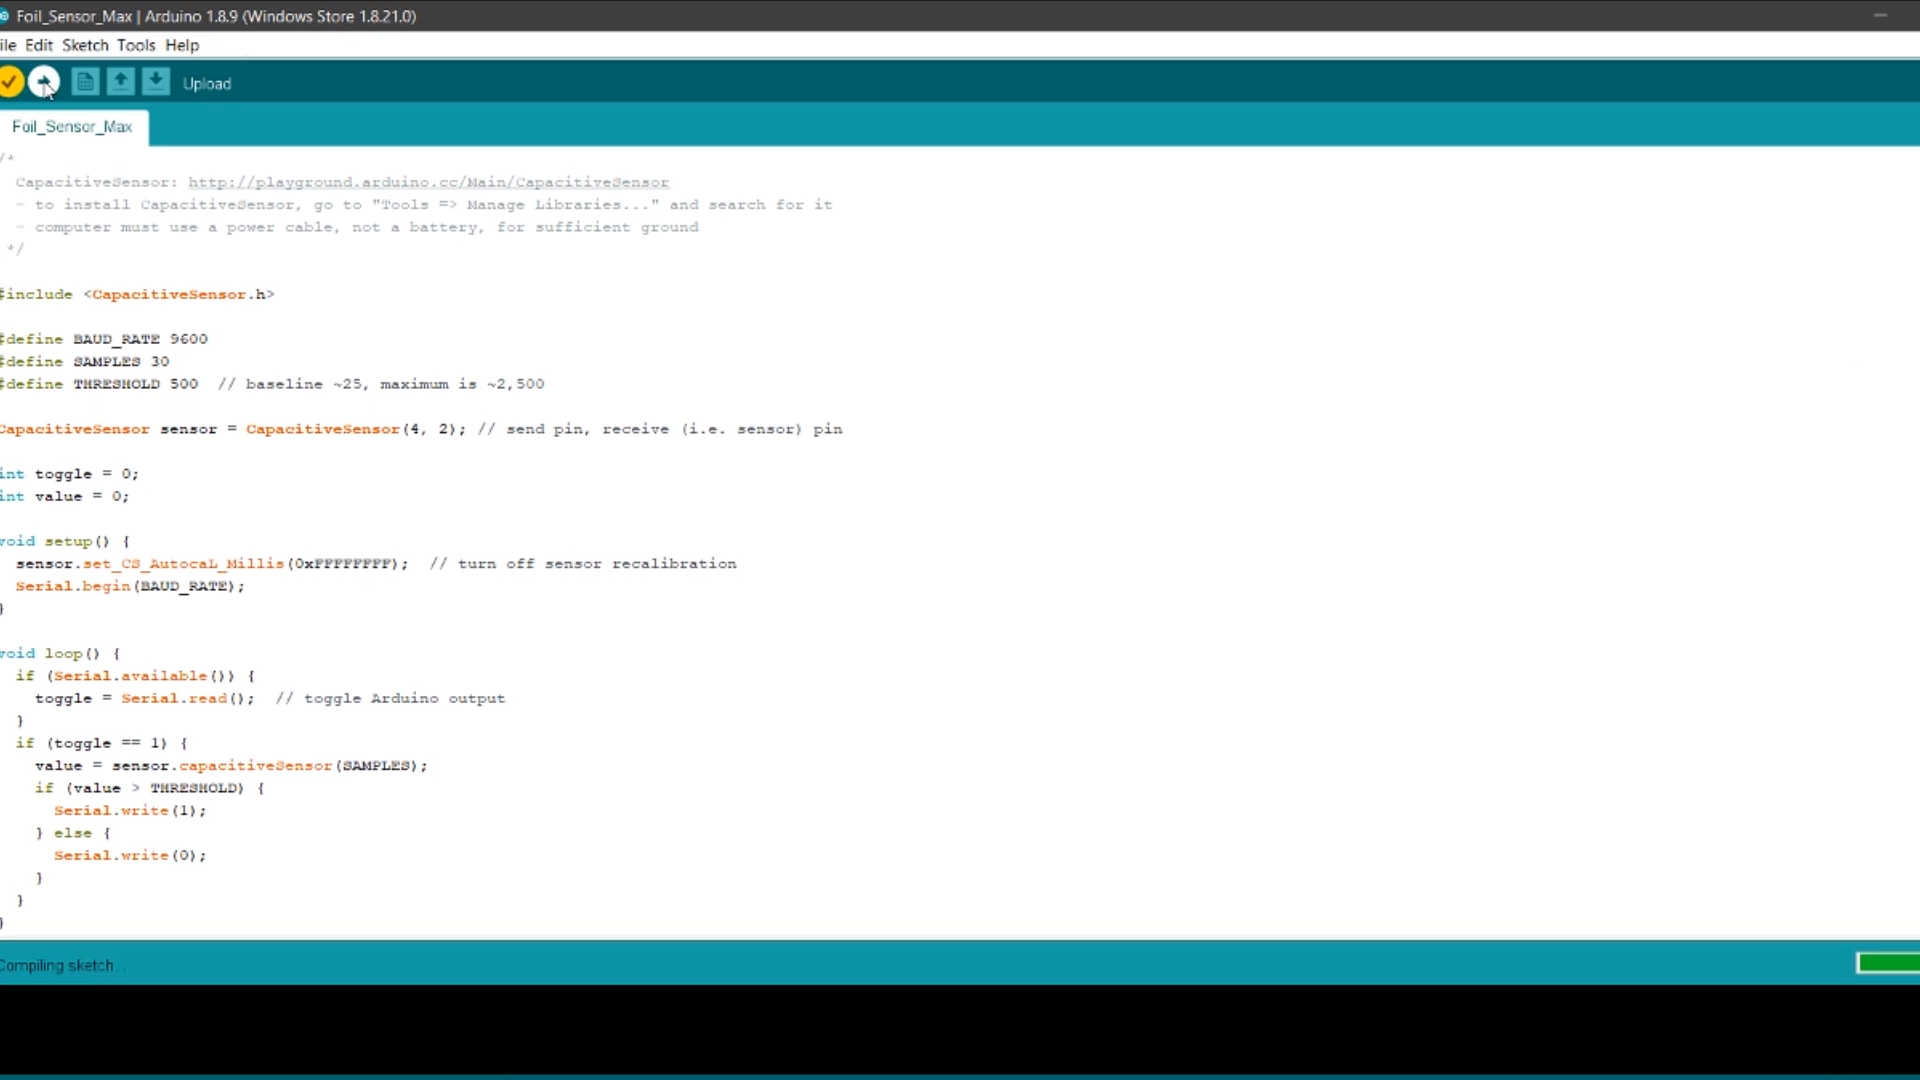 Foil_Sensor_Max | Arduino 1.8.9 (Windows Store 1.8.21.0)
ile Edit Sketch Tools Help
Upload
Foil_Sensor_Max
/*
CapacitiveSensor: http://playground.arduino.cc/Main/CapacitiveSensor
- to install CapacitiveSensor, go to "Tools => Manage Libraries..." and search for it
- computer must use a power cable, not a battery, for sufficient ground
*/
#include <CapacitiveSensor.h>
#define BAUD_RATE 9600
#define SAMPLES 30
#define THRESHOLD 500 // baseline ~25, maximum is ~2,500
CapacitiveSensor sensor = CapacitiveSensor(4, 2); // send pin, receive (i.e. sensor) pin
int toggle = 0;
int value = 0;
void setup() {
sensor.set_CS_AutocaL_Millis(0xFFFFFFFF); // turn off sensor recalibration
Serial.begin(BAUD_RATE);
}
void loop() {
if (Serial.available()) {
toggle = Serial.read(); // toggle Arduino output
}
if (toggle == 1) {
value = sensor.capacitiveSensor(SAMPLES);
if (value > THRESHOLD) {
Serial.write(1);
} else {
Serial.write(0);
}
}
}
Compiling sketch...